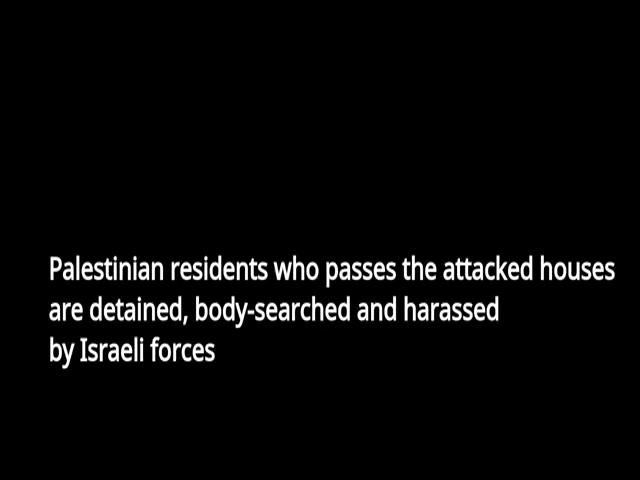 Palestinian residents who passes the attacked houses
are detained, body-searched and harassed
by Israeli forces